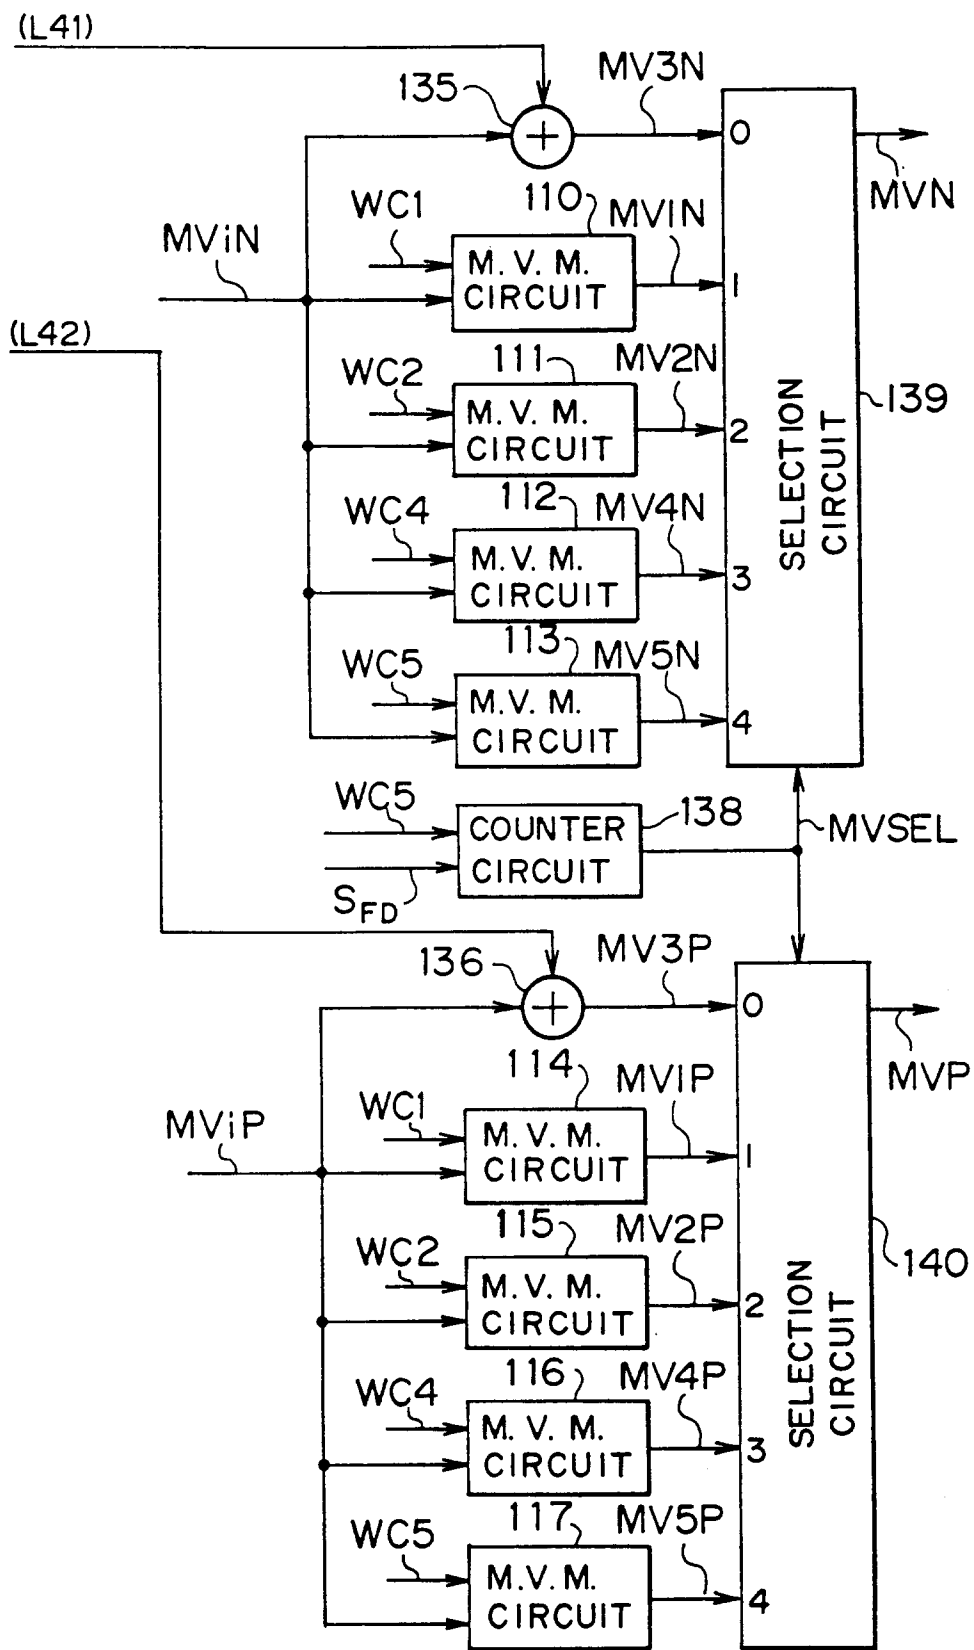 (L41)
135
MV3N
0
MVN
110
WC1
MV1N
MViN
M. V. M.
CIRCUIT
1
(L42)
111
MV2N
WC2
M. V. M.
CIRCUIT
2
139
SELECTION
CIRCUIT
112
MV4N
WC4
M. V. M.
CIRCUIT
3
113
MV5N
WC5
M. V. M.
CIRCUIT
4
WC5
138
MVSEL
COUNTER
CIRCUIT
SFD
136
MV3P
0
MVP
114
MV1P
WC1
MViP
M. V. M.
CIRCUIT
1
115
MV2P
WC2
M. V. M.
CIRCUIT
2
140
SELECTION
CIRCUIT
116
MV4P
WC4
M. V. M.
CIRCUIT
3
117
MV5P
WC5
M. V. M.
CIRCUIT
4